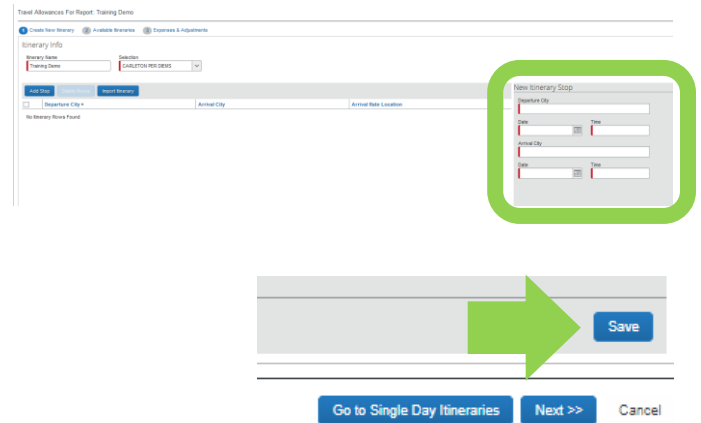 Travel Allowances For Report: Training Demo
1 Create New Itinerary 2 Available Itineraries 3 Expenses & Adjustments
Itinerary Info
Itinerary Name Selection
Training Demo CARLETON PER DIEMS
Add Stop Delete Rows Import Itinerary
Departure City Arrival City Arrival Rate Location
No Itinerary Rows Found
New Itinerary Stop
Departure City
Date Time
Arrival City
Date Time
Save
Go to Single Day Itineraries Next >> Cancel